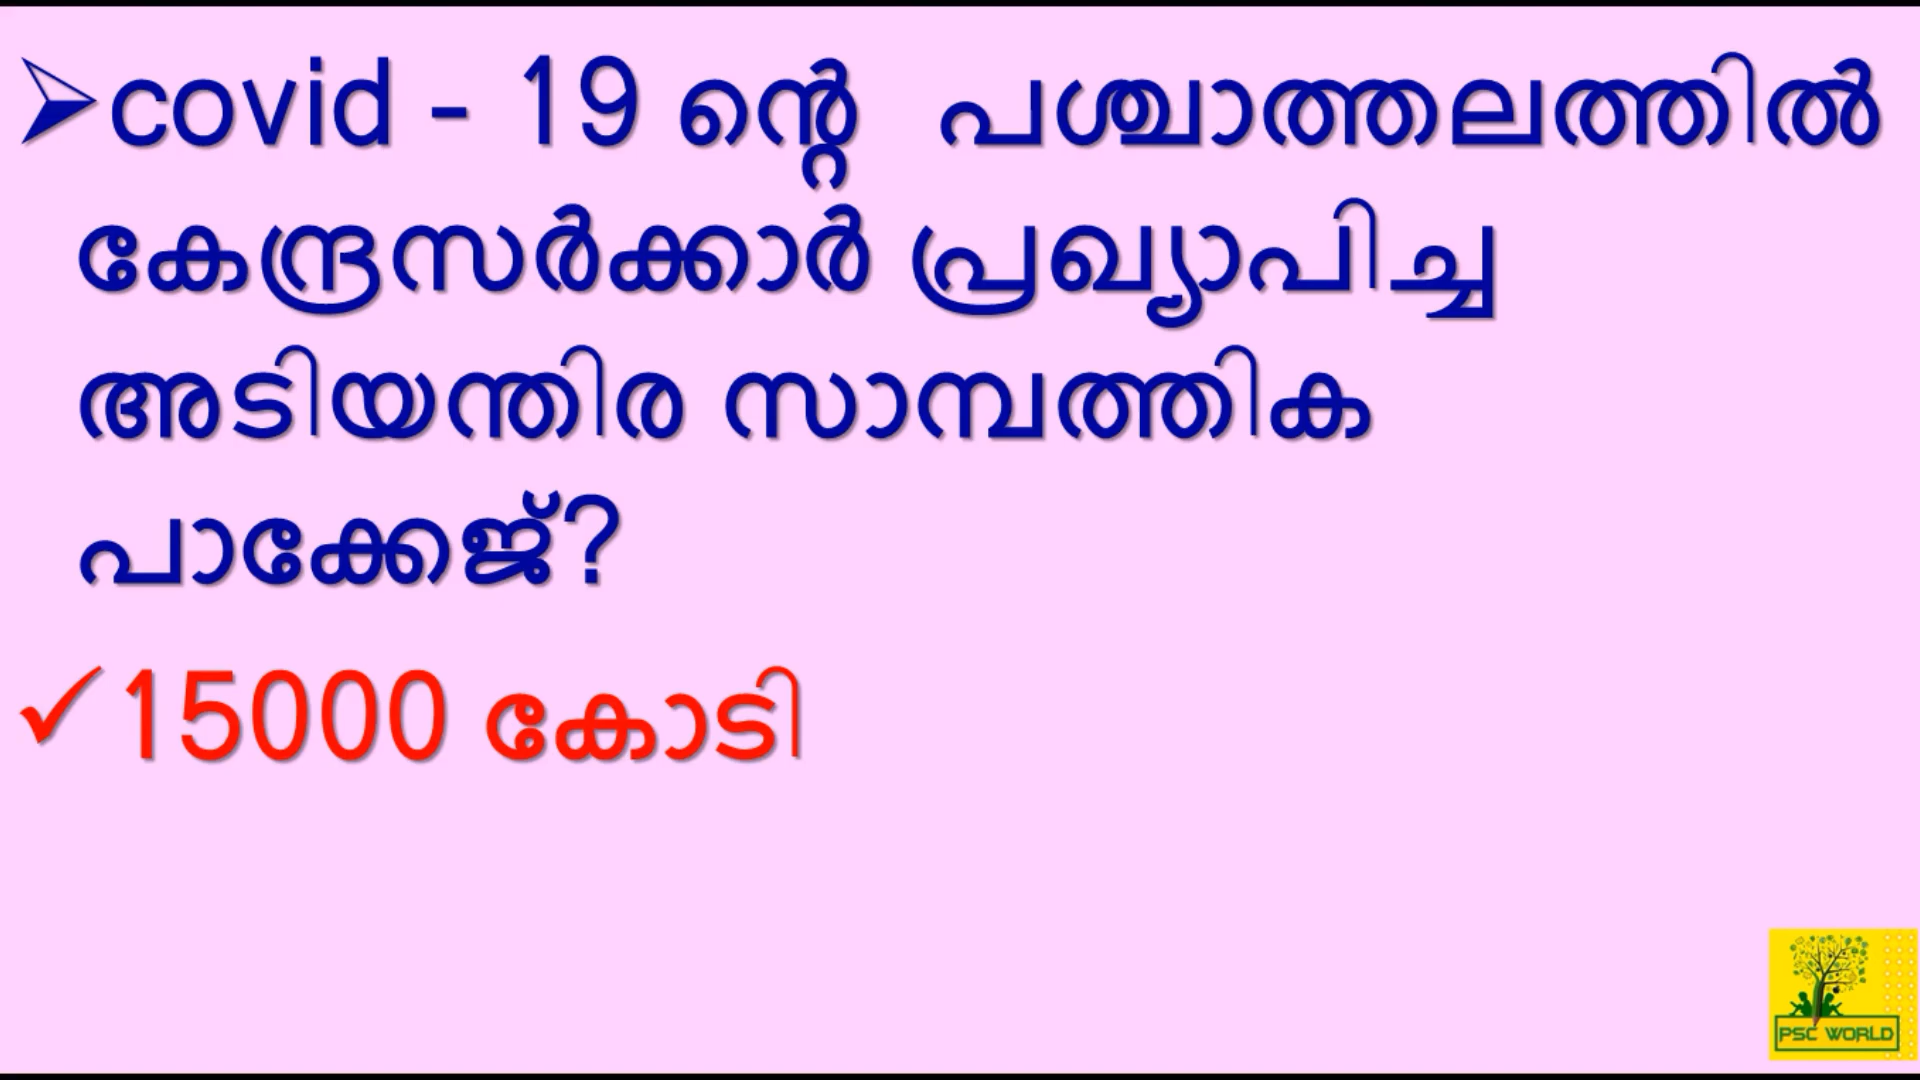 ➢covid - 19 ന്റെ പശ്ചാത്തലത്തിൽ
കേന്ദ്രസർക്കാർ പ്രഖ്യാപിച്ച
അടിയന്തിര സാമ്പത്തിക
പാക്കേജ്?
✓15000 കോടി
PSC WORLD